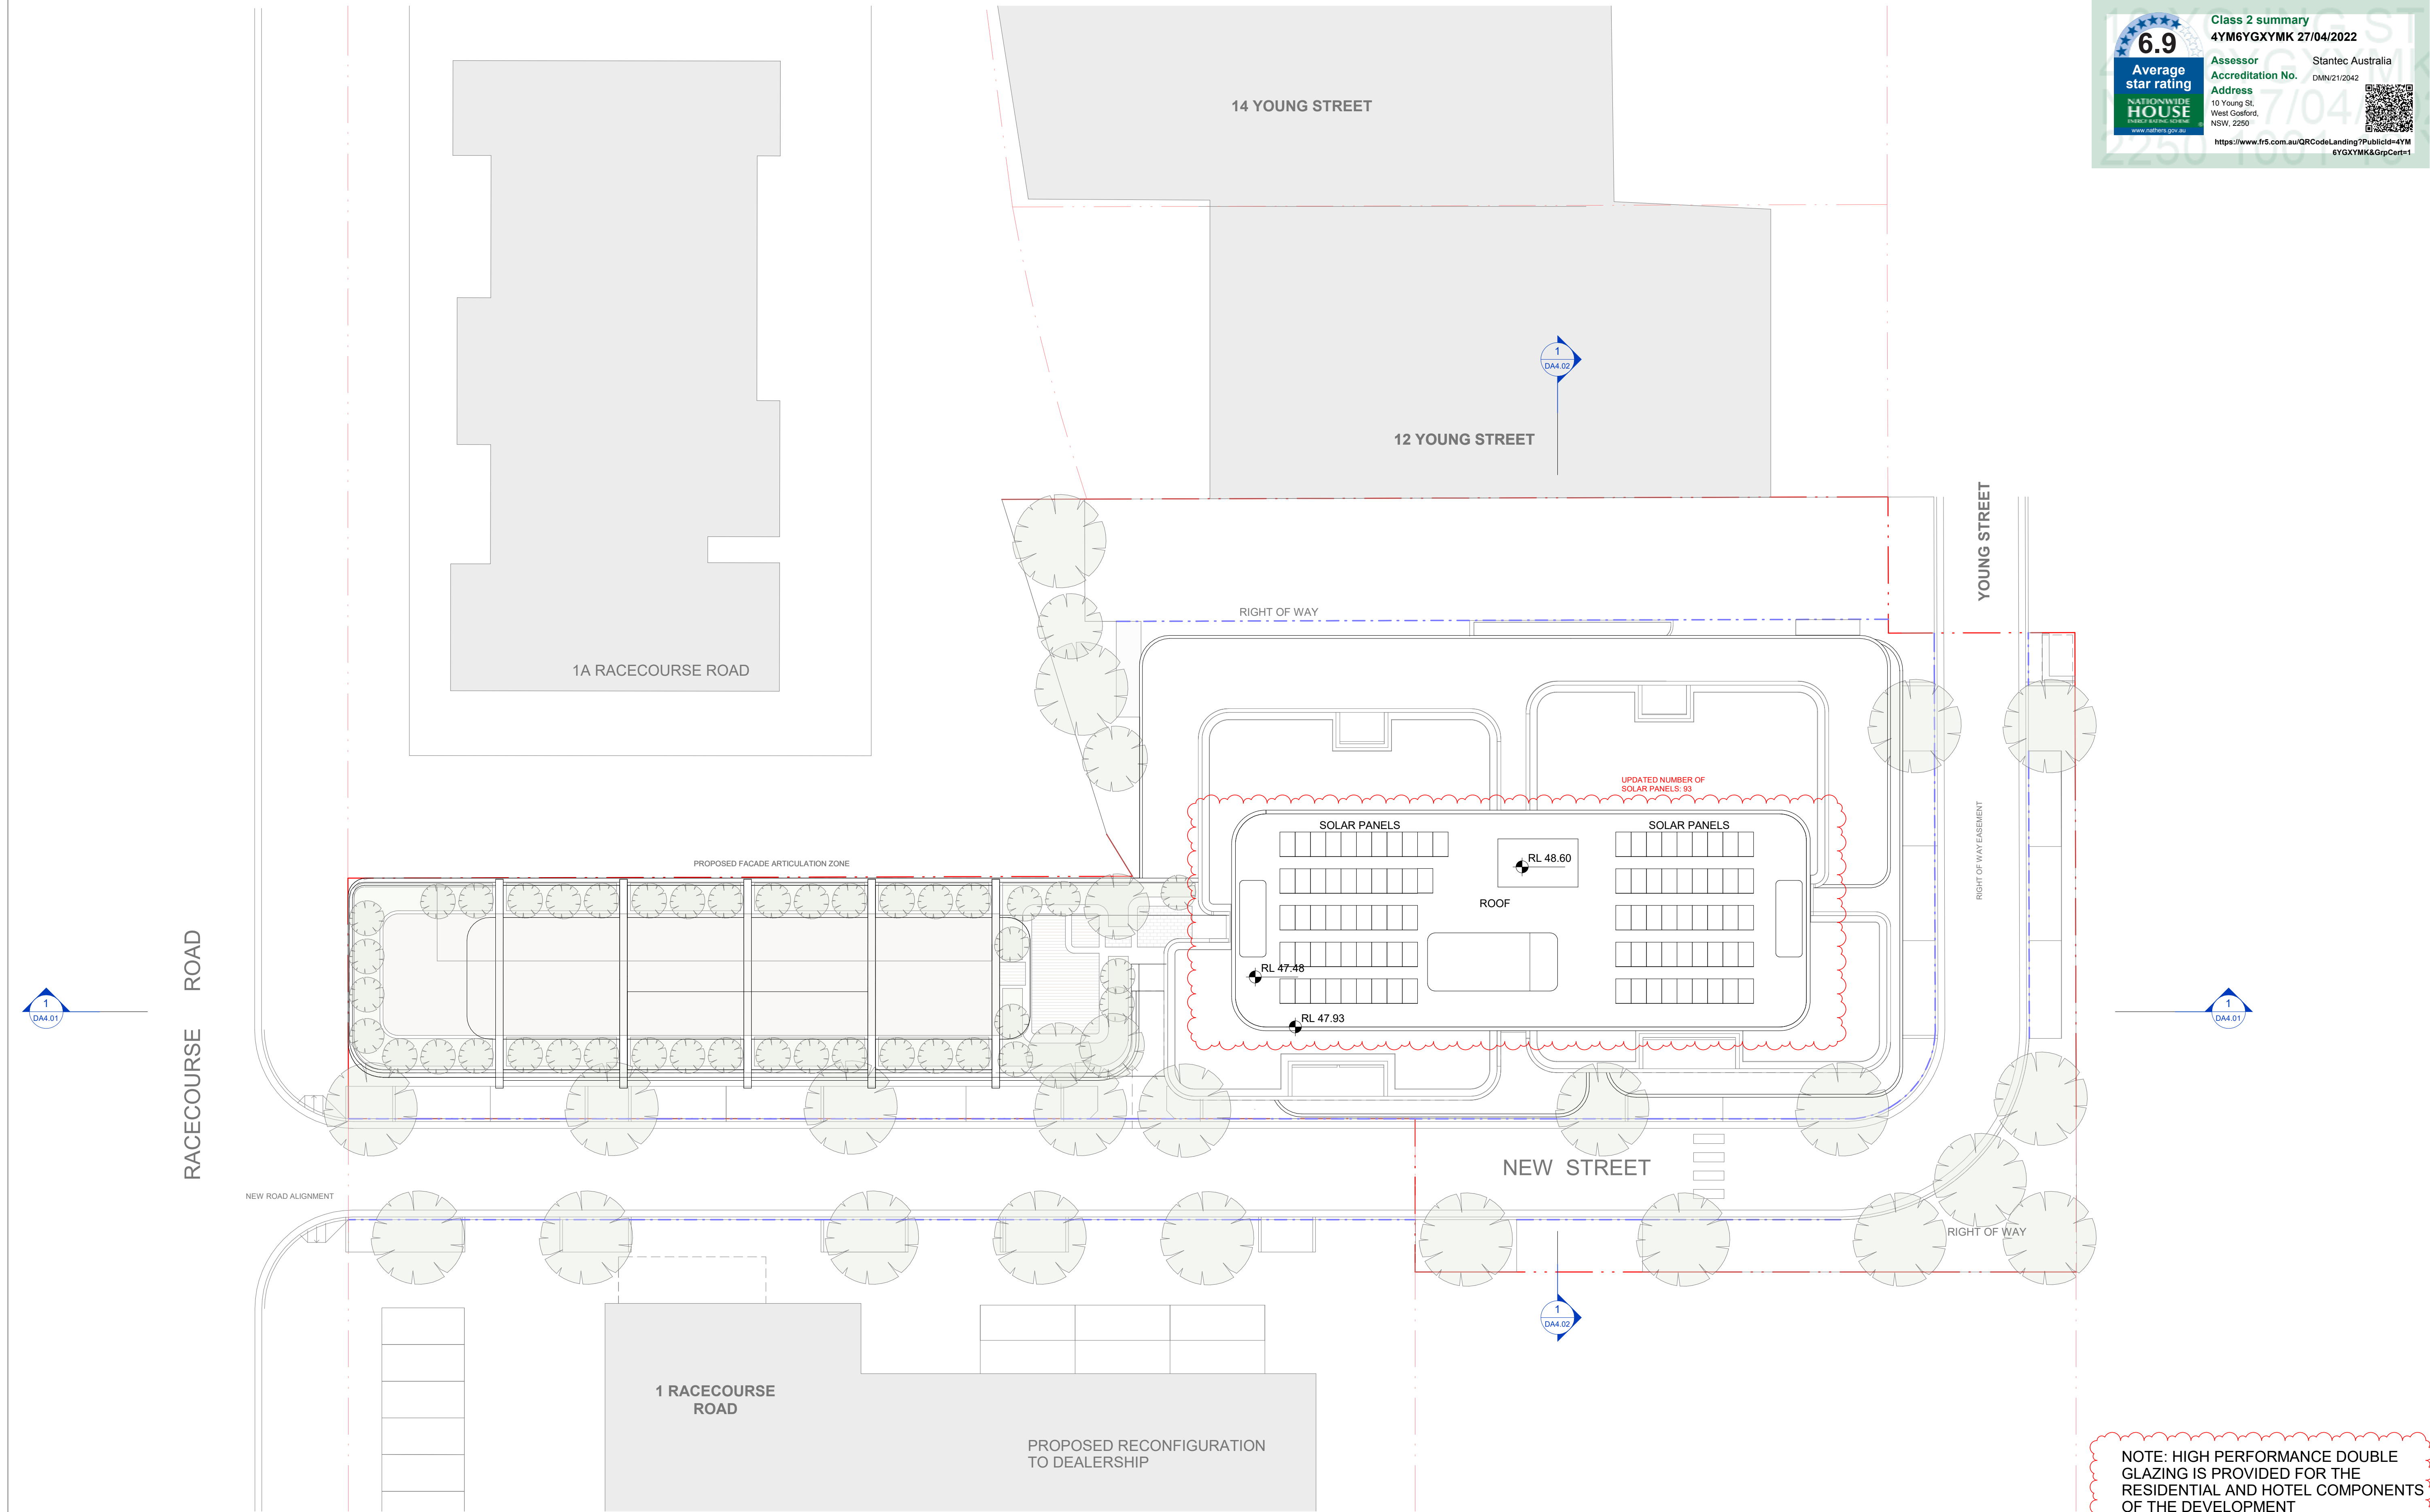 Class 2 summary
4YM6YGXYMK 27/04/2022
6.9
Average
star rating
NATIONWIDE
HOUSE
ENERGY RATING SCHEME
www.nathers.gov.au
Assessor Stantec Australia
Accreditation No. DMN/21/2042
Address
10 Young St,
West Gosford,
NSW, 2250
https://www.fr5.com.au/QRCodeLanding?PublicId=4YM
6YGXYMK&GrpCert=1
14 YOUNG STREET
1
DA4.02
12 YOUNG STREET
YOUNG STREET
RIGHT OF WAY
1A RACECOURSE ROAD
UPDATED NUMBER OF
SOLAR PANELS: 93
SOLAR PANELS
SOLAR PANELS
RIGHT OF WAY EASEMENT
PROPOSED FACADE ARTICULATION ZONE
RL 48.60
ROOF
RL 47.48
RL 47.93
RACECOURSE ROAD
1
DA4.01
1
DA4.01
NEW STREET
NEW ROAD ALIGNMENT
RIGHT OF WAY
1
DA4.02
1 RACECOURSE
ROAD
PROPOSED RECONFIGURATION
TO DEALERSHIP
NOTE: HIGH PERFORMANCE DOUBLE
GLAZING IS PROVIDED FOR THE
RESIDENTIAL AND HOTEL COMPONENTS
OF THE DEVELOPMENT